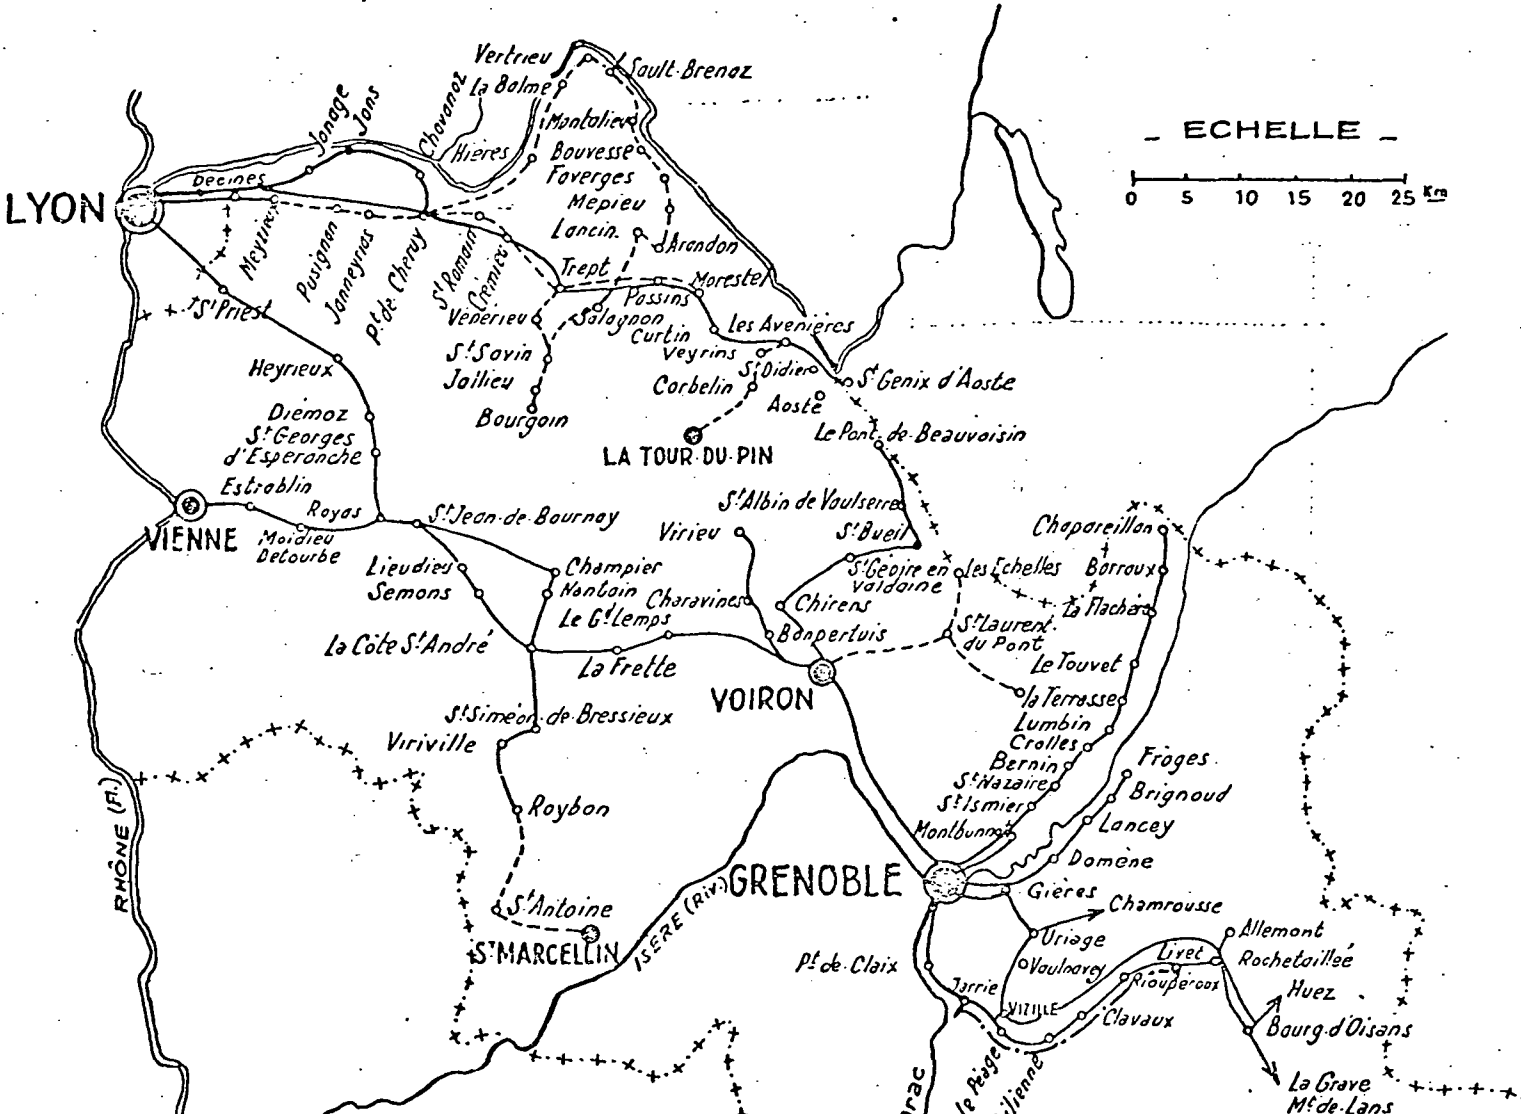 Vertrieu
Sault-Brenaz
La Balme
Jonage
Jons
Chavanoz
Montalieu
ECHELLE
Hières
Bouvesse
Décines
Faverges
0 5 10 15 20 25 Km
LYON
Mépieu
Meyzieux
Pusignan
Janneyrias
Pt de Cheruy
St Romain
Crémieu
Lancin.
Arandon
Trept
Morestel
St Priest
Passins
Vénérieu
Salagnon
Curtin
Les Avenières
Veyrins
St Savin
Heyrieux
St Didier
Jallieu
Corbelin
St Genix d'Aoste
Aoste
Diémoz
Bourgoin
Le Pont-de-Beauvoisin
St Georges
d'Esperanche
LA TOUR-DU-PIN
Estrablin
St Albin de Vaulserre
Royas
St Jean-de-Bournay
Chapareillan
VIENNE
Moidieu
Detourbe
Virieu
St Bueil
Lieudieu
Champier
St Geoire en
Valdaine
les Echelles
Barraux
Semons
Nantoin
Charavines
Chirens
La Flachère
Le Gd Lemps
Bonpertuis
St Laurent
du Pont
La Côte St André
La Frette
Le Touvet
VOIRON
la Terrasse
St Siméon-de-Bressieux
Lumbin
Viriville
Crolles
Bernin
Froges
St Nazaire
Brignoud
Roybon
St Ismier
Lancey
Montbonnot
RHÔNE (Fl.)
Domène
GRENOBLE
Gières
ISÈRE (Riv.)
St Antoine
Chamrousse
St MARCELLIN
Uriage
Allemont
Pt de-Claix
Vaulnavey
Livet
Rochetaillée
Jarrie
Rioupéroux
Huez
VIZILLE
Clavaux
Bourg-d'Oisans
le Péage
La Grave
Mt de-Lans